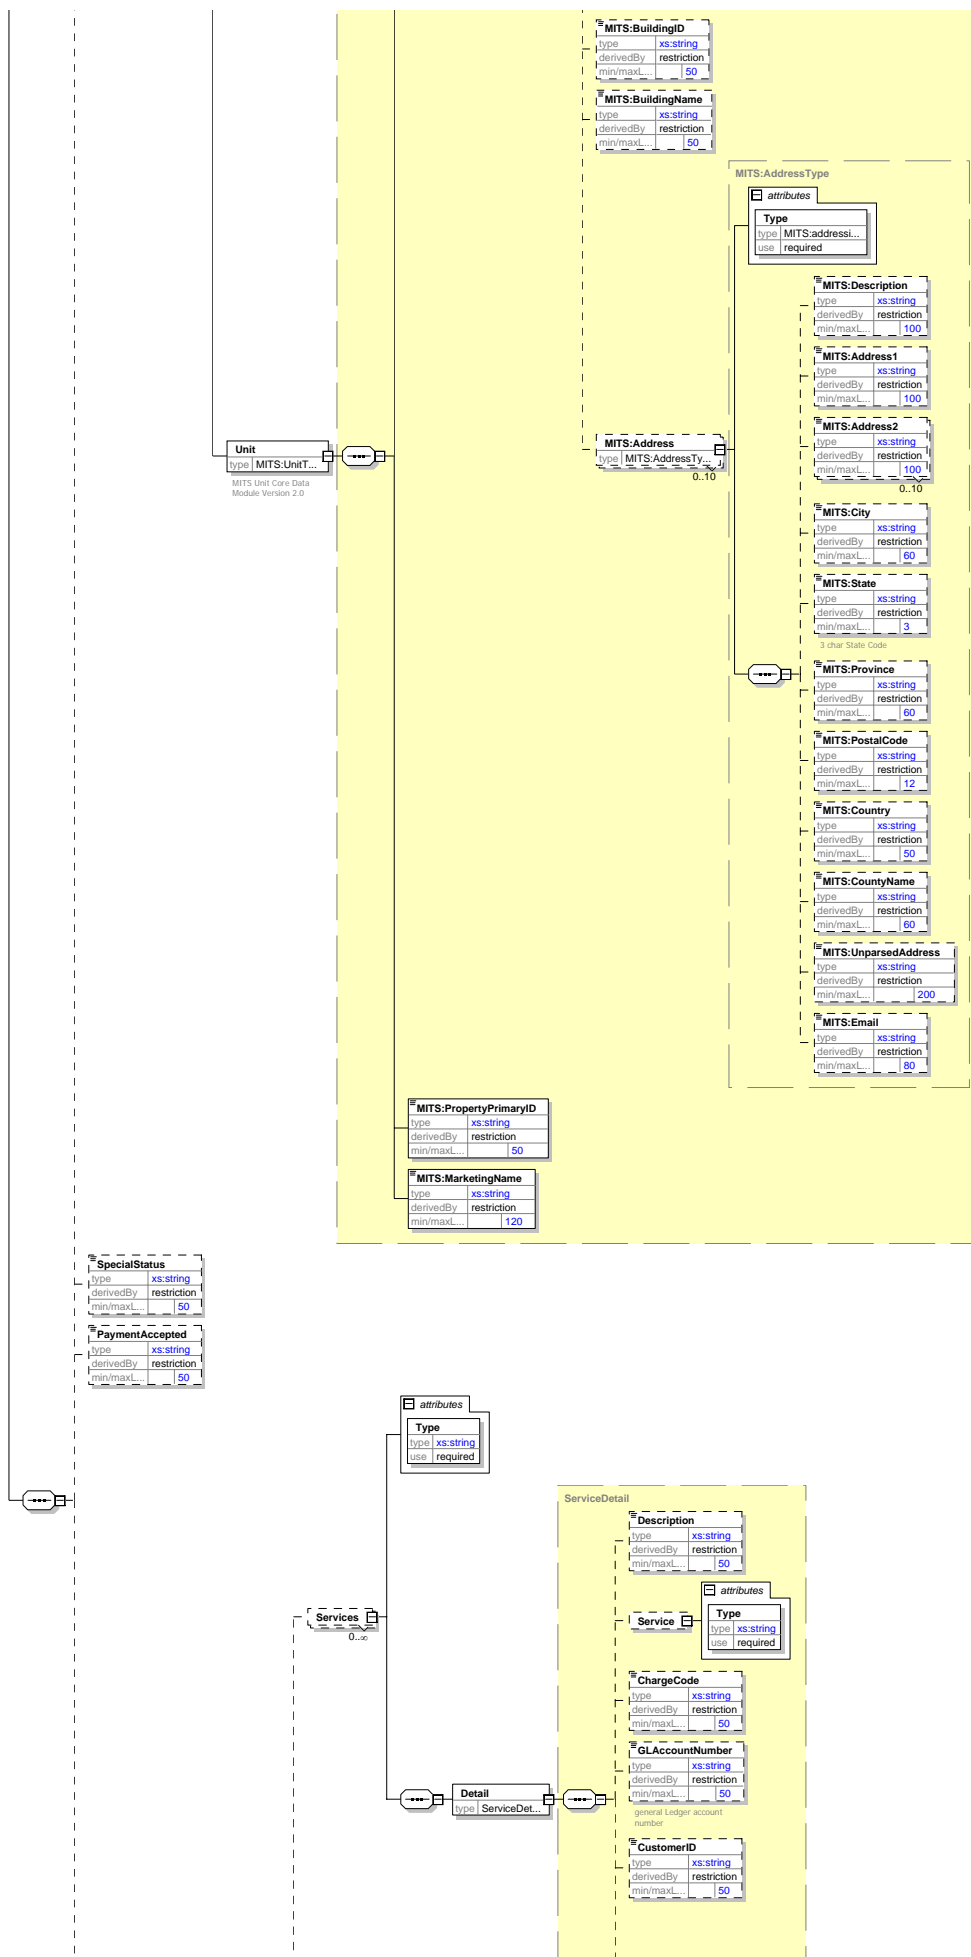 MITS:BuildingID
type xs:string
derivedBy restriction
min/maxL... 50
MITS:BuildingName
type xs:string
derivedBy restriction
min/maxL... 50
MITS:AddressType
attributes
Type
type MITS:addressi...
use required
MITS:Description
type xs:string
derivedBy restriction
min/maxL... 100
MITS:Address1
type xs:string
derivedBy restriction
min/maxL... 100
MITS:Address2
type xs:string
derivedBy restriction
min/maxL... 100
0..10
Unit
type MITS:UnitT...
MITS Unit Core Data
Module Version 2.0
MITS:Address
type MITS:AddressTy...
0..10
MITS:City
type xs:string
derivedBy restriction
min/maxL... 60
MITS:State
type xs:string
derivedBy restriction
min/maxL... 3
3 char State Code
MITS:Province
type xs:string
derivedBy restriction
min/maxL... 60
MITS:PostalCode
type xs:string
derivedBy restriction
min/maxL... 12
MITS:Country
type xs:string
derivedBy restriction
min/maxL... 50
MITS:CountyName
type xs:string
derivedBy restriction
min/maxL... 60
MITS:UnparsedAddress
type xs:string
derivedBy restriction
min/maxL... 200
MITS:Email
type xs:string
derivedBy restriction
min/maxL... 80
MITS:PropertyPrimaryID
type xs:string
derivedBy restriction
min/maxL... 50
MITS:MarketingName
type xs:string
derivedBy restriction
min/maxL... 120
SpecialStatus
type xs:string
derivedBy restriction
min/maxL... 50
PaymentAccepted
type xs:string
derivedBy restriction
min/maxL... 50
attributes
Type
type xs:string
use required
ServiceDetail
Description
type xs:string
derivedBy restriction
min/maxL... 50
Services
0..∞
Service
attributes
Type
type xs:string
use required
ChargeCode
type xs:string
derivedBy restriction
min/maxL... 50
GLAccountNumber
type xs:string
derivedBy restriction
min/maxL... 50
general Ledger account
number
Detail
type ServiceDet...
CustomerID
type xs:string
derivedBy restriction
min/maxL... 50